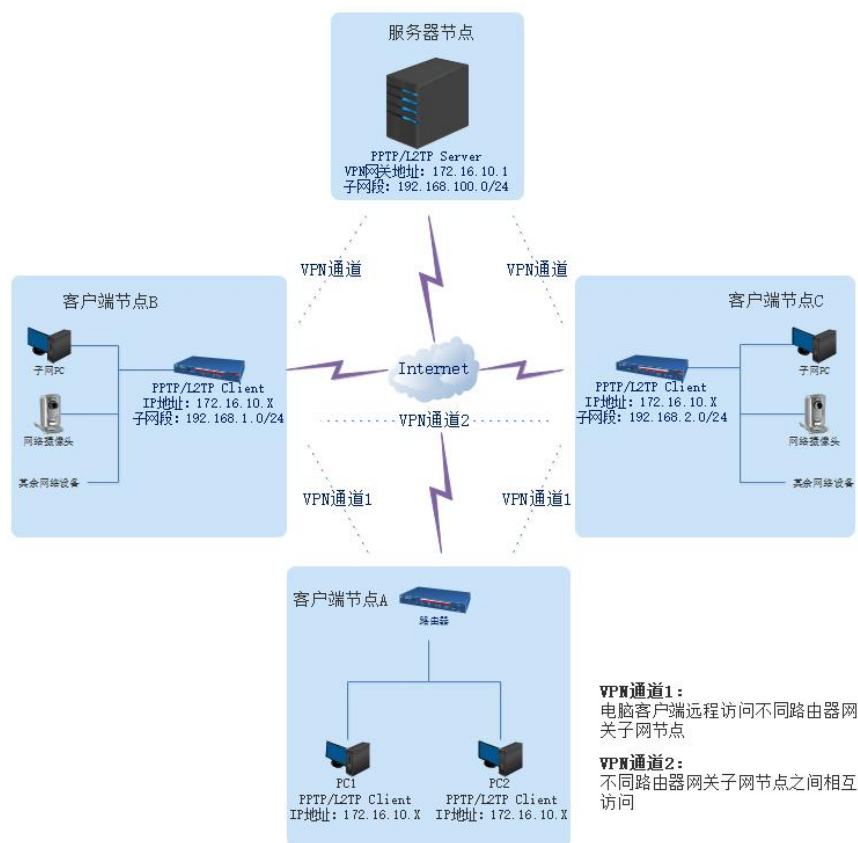 服务器节点
PPTP/L2TP Server
VPN网关地址：172.16.10.1
子网段：192.168.100.0/24
VPN通道
VPN通道
客户端节点B
子网PC
PPTP/L2TP Client
IP地址：172.16.10.X
子网段：192.168.1.0/24
网络摄像头
其余网络设备
Internet
VPN通道2
客户端节点C
子网PC
PPTP/L2TP Client
IP地址：172.16.10.X
子网段：192.168.2.0/24
网络摄像头
其余网络设备
VPN通道1
VPN通道1
客户端节点A
路由器
PC1
PPTP/L2TP Client
IP地址：172.16.10.X
PC2
PPTP/L2TP Client
IP地址：172.16.10.X
VPN通道1：
电脑客户端远程访问不同路由器网
关子网节点
VPN通道2：
不同路由器网关子网节点之间相互
访问